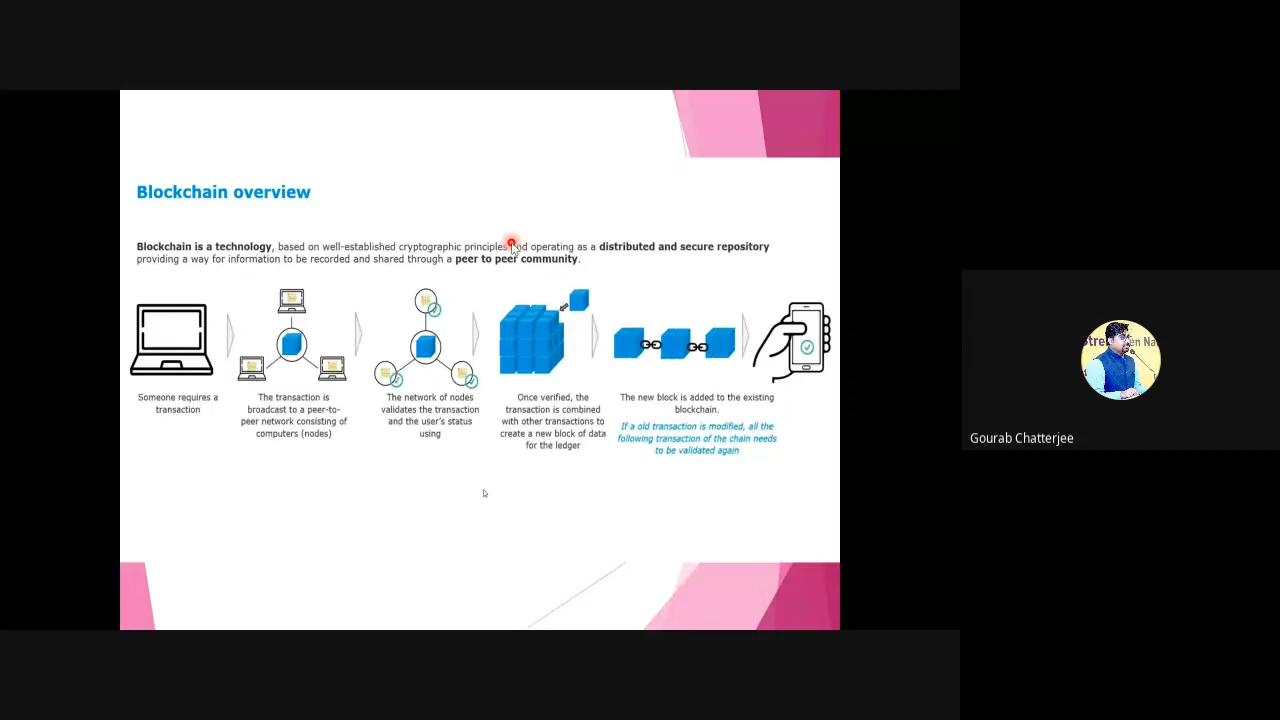 Blockchain overview
Blockchain is a technology, based on well-established cryptographic principles and operating as a distributed and secure repository
providing a way for information to be recorded and shared through a peer to peer community.
Someone requires a
transaction
The transaction is
broadcast to a peer-to-
peer network consisting of
computers (nodes)
The network of nodes
validates the transaction
and the user's status
using
Once verified, the
transaction is combined
with other transactions to
create a new block of data
for the ledger
The new block is added to the existing
blockchain.
If a old transaction is modified, all the
following transaction of the chain needs
to be validated again
Gourab Chatterjee